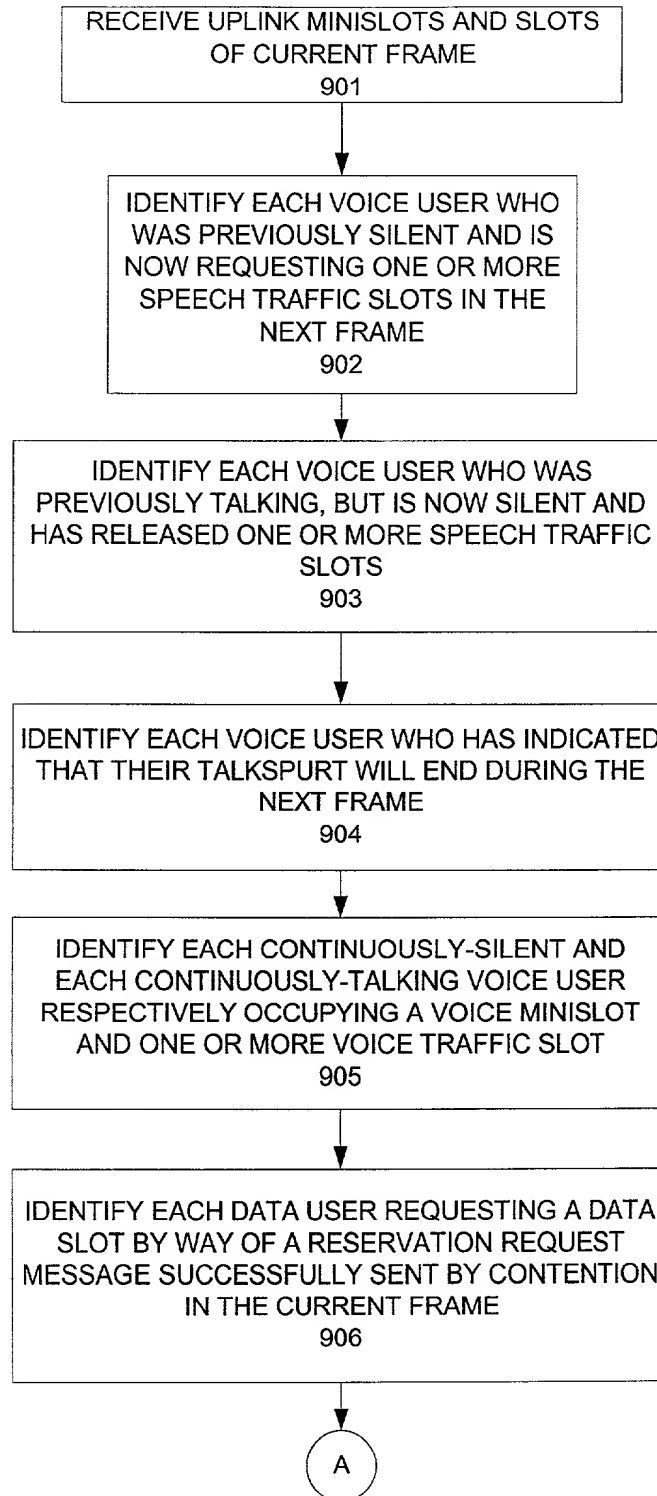 RECEIVE UPLINK MINISLOTS AND SLOTS
OF CURRENT FRAME
901
IDENTIFY EACH VOICE USER WHO
WAS PREVIOUSLY SILENT AND IS
NOW REQUESTING ONE OR MORE
SPEECH TRAFFIC SLOTS IN THE
NEXT FRAME
902
IDENTIFY EACH VOICE USER WHO WAS
PREVIOUSLY TALKING, BUT IS NOW SILENT AND
HAS RELEASED ONE OR MORE SPEECH TRAFFIC
SLOTS
903
IDENTIFY EACH VOICE USER WHO HAS INDICATED
THAT THEIR TALKSPURT WILL END DURING THE
NEXT FRAME
904
IDENTIFY EACH CONTINUOUSLY-SILENT AND
EACH CONTINUOUSLY-TALKING VOICE USER
RESPECTIVELY OCCUPYING A VOICE MINISLOT
AND ONE OR MORE VOICE TRAFFIC SLOT
905
IDENTIFY EACH DATA USER REQUESTING A DATA
SLOT BY WAY OF A RESERVATION REQUEST
MESSAGE SUCCESSFULLY SENT BY CONTENTION
IN THE CURRENT FRAME
906
A